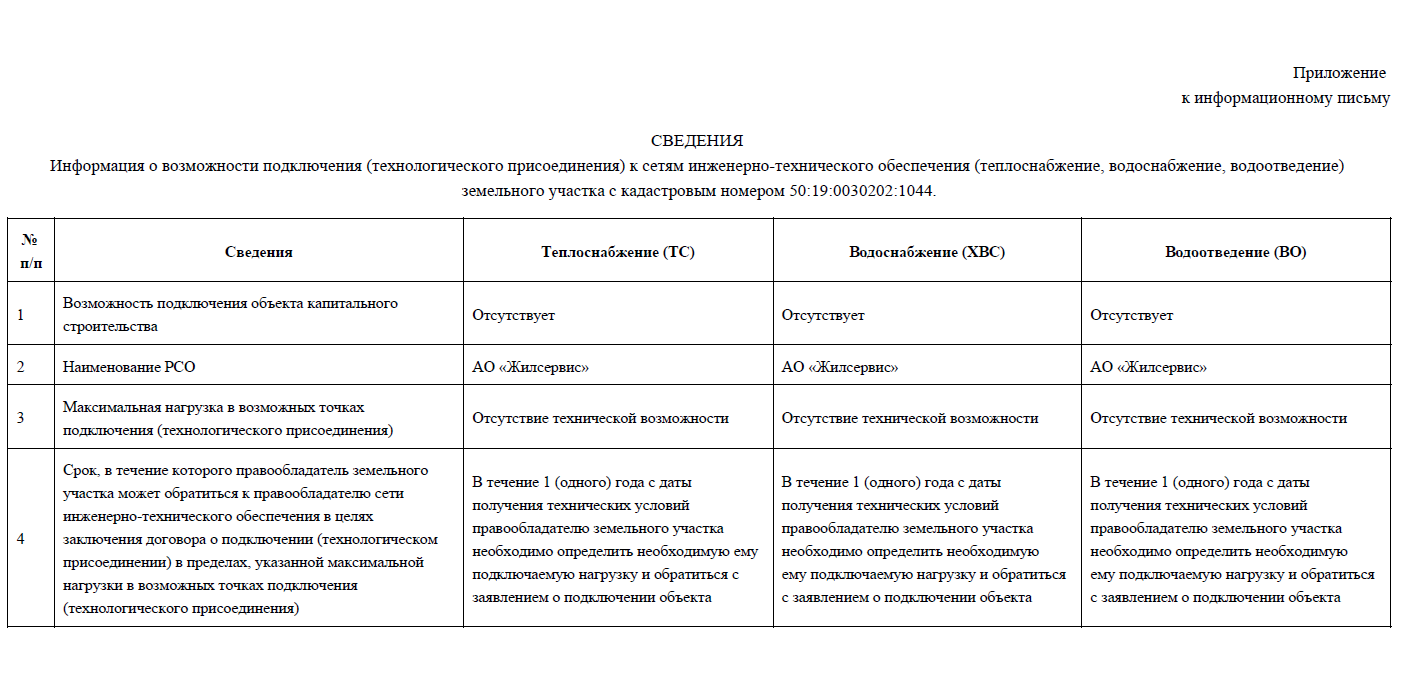 Приложение
к информационному письму
СВЕДЕНИЯ
Информация о возможности подключения (технологического присоединения) к сетям инженерно-технического обеспечения (теплоснабжение, водоснабжение, водоотведение)
земельного участка с кадастровым номером 50:19:0030202:1044.
№
п/п
Сведения
Теплоснабжение (ТС)
Водоснабжение (ХВС)
Водоотведение (ВО)
1
Возможность подключения объекта капитального
строительства
Отсутствует
Отсутствует
Отсутствует
2
Наименование РСО
АО «Жилсервис»
АО «Жилсервис»
АО «Жилсервис»
3
Максимальная нагрузка в возможных точках
подключения (технологического присоединения)
Отсутствие технической возможности
Отсутствие технической возможности
Отсутствие технической возможности
4
Срок, в течение которого правообладатель земельного
участка может обратиться к правообладателю сети
инженерно-технического обеспечения в целях
заключения договора о подключении (технологическом
присоединении) в пределах, указанной максимальной
нагрузки в возможных точках подключения
(технологического присоединения)
В течение 1 (одного) года с даты
получения технических условий
правообладателю земельного участка
необходимо определить необходимую ему
подключаемую нагрузку и обратиться с
заявлением о подключении объекта
В течение 1 (одного) года с даты
получения технических условий
правообладателю земельного участка
необходимо определить необходимую
ему подключаемую нагрузку и обратиться
с заявлением о подключении объекта
В течение 1 (одного) года с даты
получения технических условий
правообладателю земельного участка
необходимо определить необходимую
ему подключаемую нагрузку и обратиться
с заявлением о подключении объекта